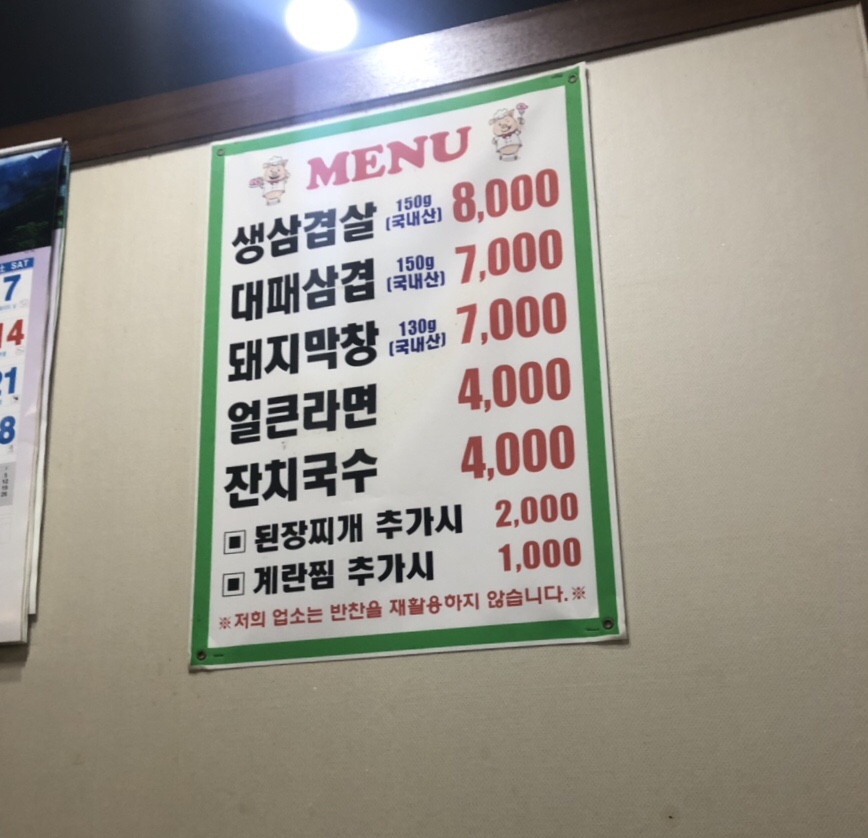 MENU
생삼겹살 150g (국내산) 8,000
대패삼겹 150g (국내산) 7,000
돼지막창 130g (국내산) 7,000
얼큰라면 4,000
잔치국수 4,000
▣ 된장찌개 추가시 2,000
▣ 계란찜 추가시 1,000
※저희 업소는 반찬을 재활용하지 않습니다.※
SAT
7
14
21
8